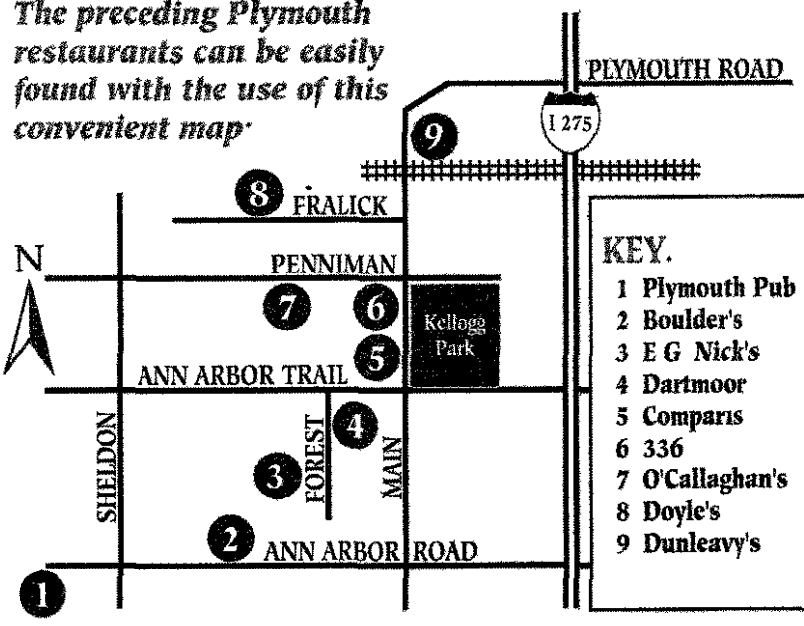 The preceding Plymouth
restaurants can be easily
found with the use of this
convenient map.
PLYMOUTH ROAD
I 275
9
8
FRALICK
N
PENNIMAN
7
6
Kellogg
Park
5
ANN ARBOR TRAIL
SHELDON
FOREST
MAIN
4
3
2
ANN ARBOR ROAD
1
KEY.
1 Plymouth Pub
2 Boulder's
3 E G Nick's
4 Dartmoor
5 Comparis
6 336
7 O'Callaghan's
8 Doyle's
9 Dunleavy's